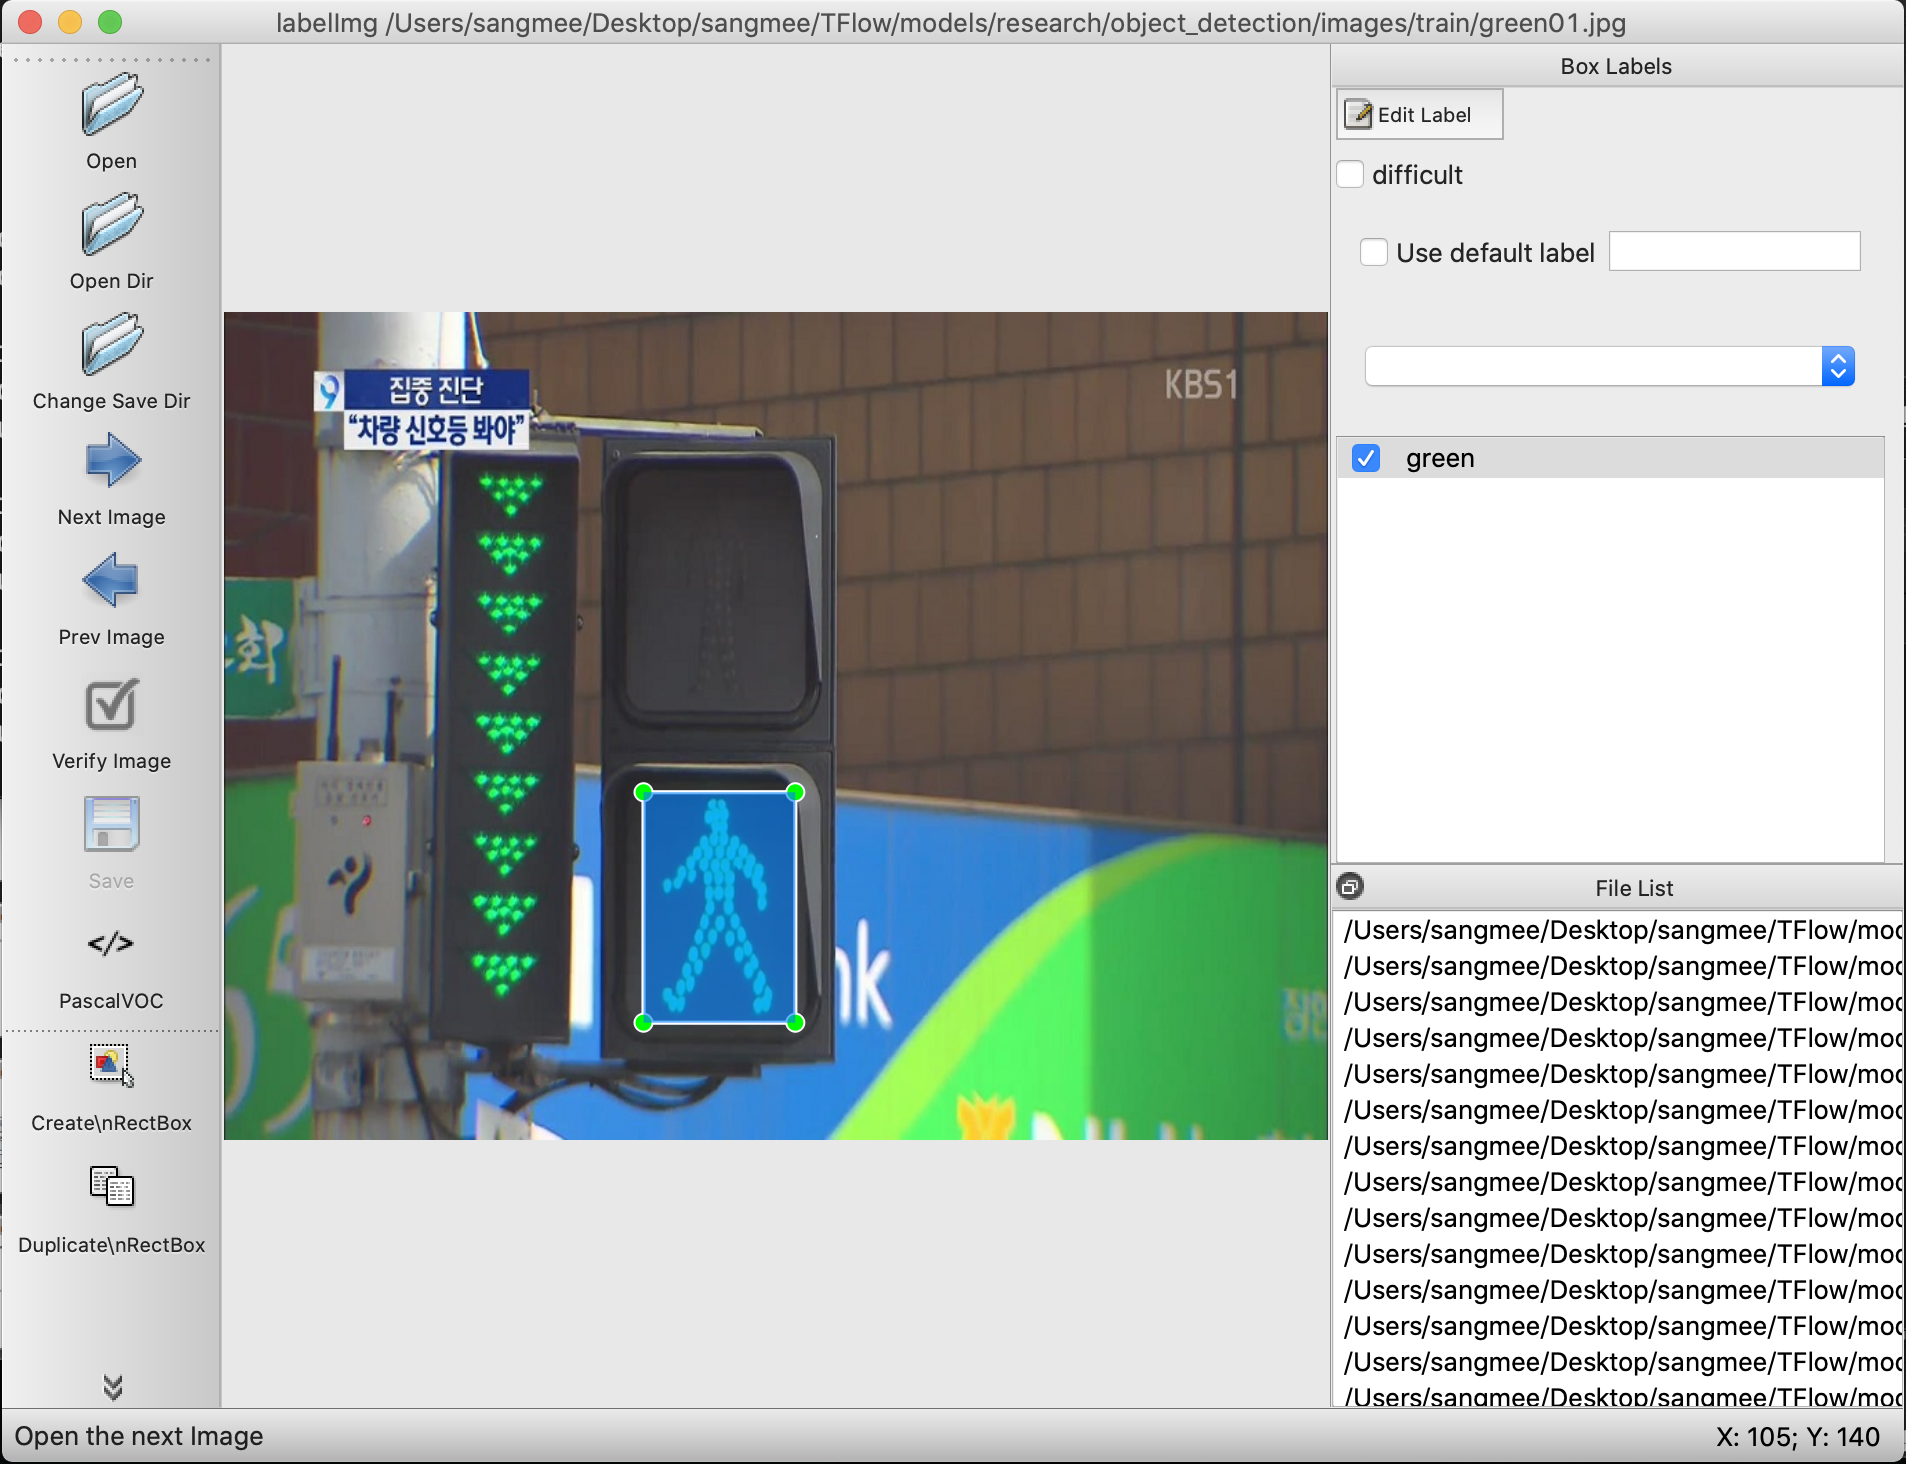 labelImg /Users/sangmee/Desktop/sangmee/TFlow/models/research/object_detection/images/train/green01.jpg
Open
Open Dir
Change Save Dir
Next Image
Prev Image
Verify Image
Save
</>
PascalVOC
Create\nRectBox
Duplicate\nRectBox
9 집중 진단
“차량 신호등 봐야”
KBS1
회
nk
Box Labels
Edit Label
difficult
Use default label
green
File List
/Users/sangmee/Desktop/sangmee/TFlow/moc
/Users/sangmee/Desktop/sangmee/TFlow/moc
/Users/sangmee/Desktop/sangmee/TFlow/moc
/Users/sangmee/Desktop/sangmee/TFlow/moc
/Users/sangmee/Desktop/sangmee/TFlow/moc
/Users/sangmee/Desktop/sangmee/TFlow/moc
/Users/sangmee/Desktop/sangmee/TFlow/moc
/Users/sangmee/Desktop/sangmee/TFlow/moc
/Users/sangmee/Desktop/sangmee/TFlow/moc
/Users/sangmee/Desktop/sangmee/TFlow/moc
/Users/sangmee/Desktop/sangmee/TFlow/moc
/Users/sangmee/Desktop/sangmee/TFlow/moc
/Users/sangmee/Desktop/sangmee/TFlow/moc
/Users/sangmee/Desktop/sangmee/TFlow/moc
Open the next Image
X: 105; Y: 140